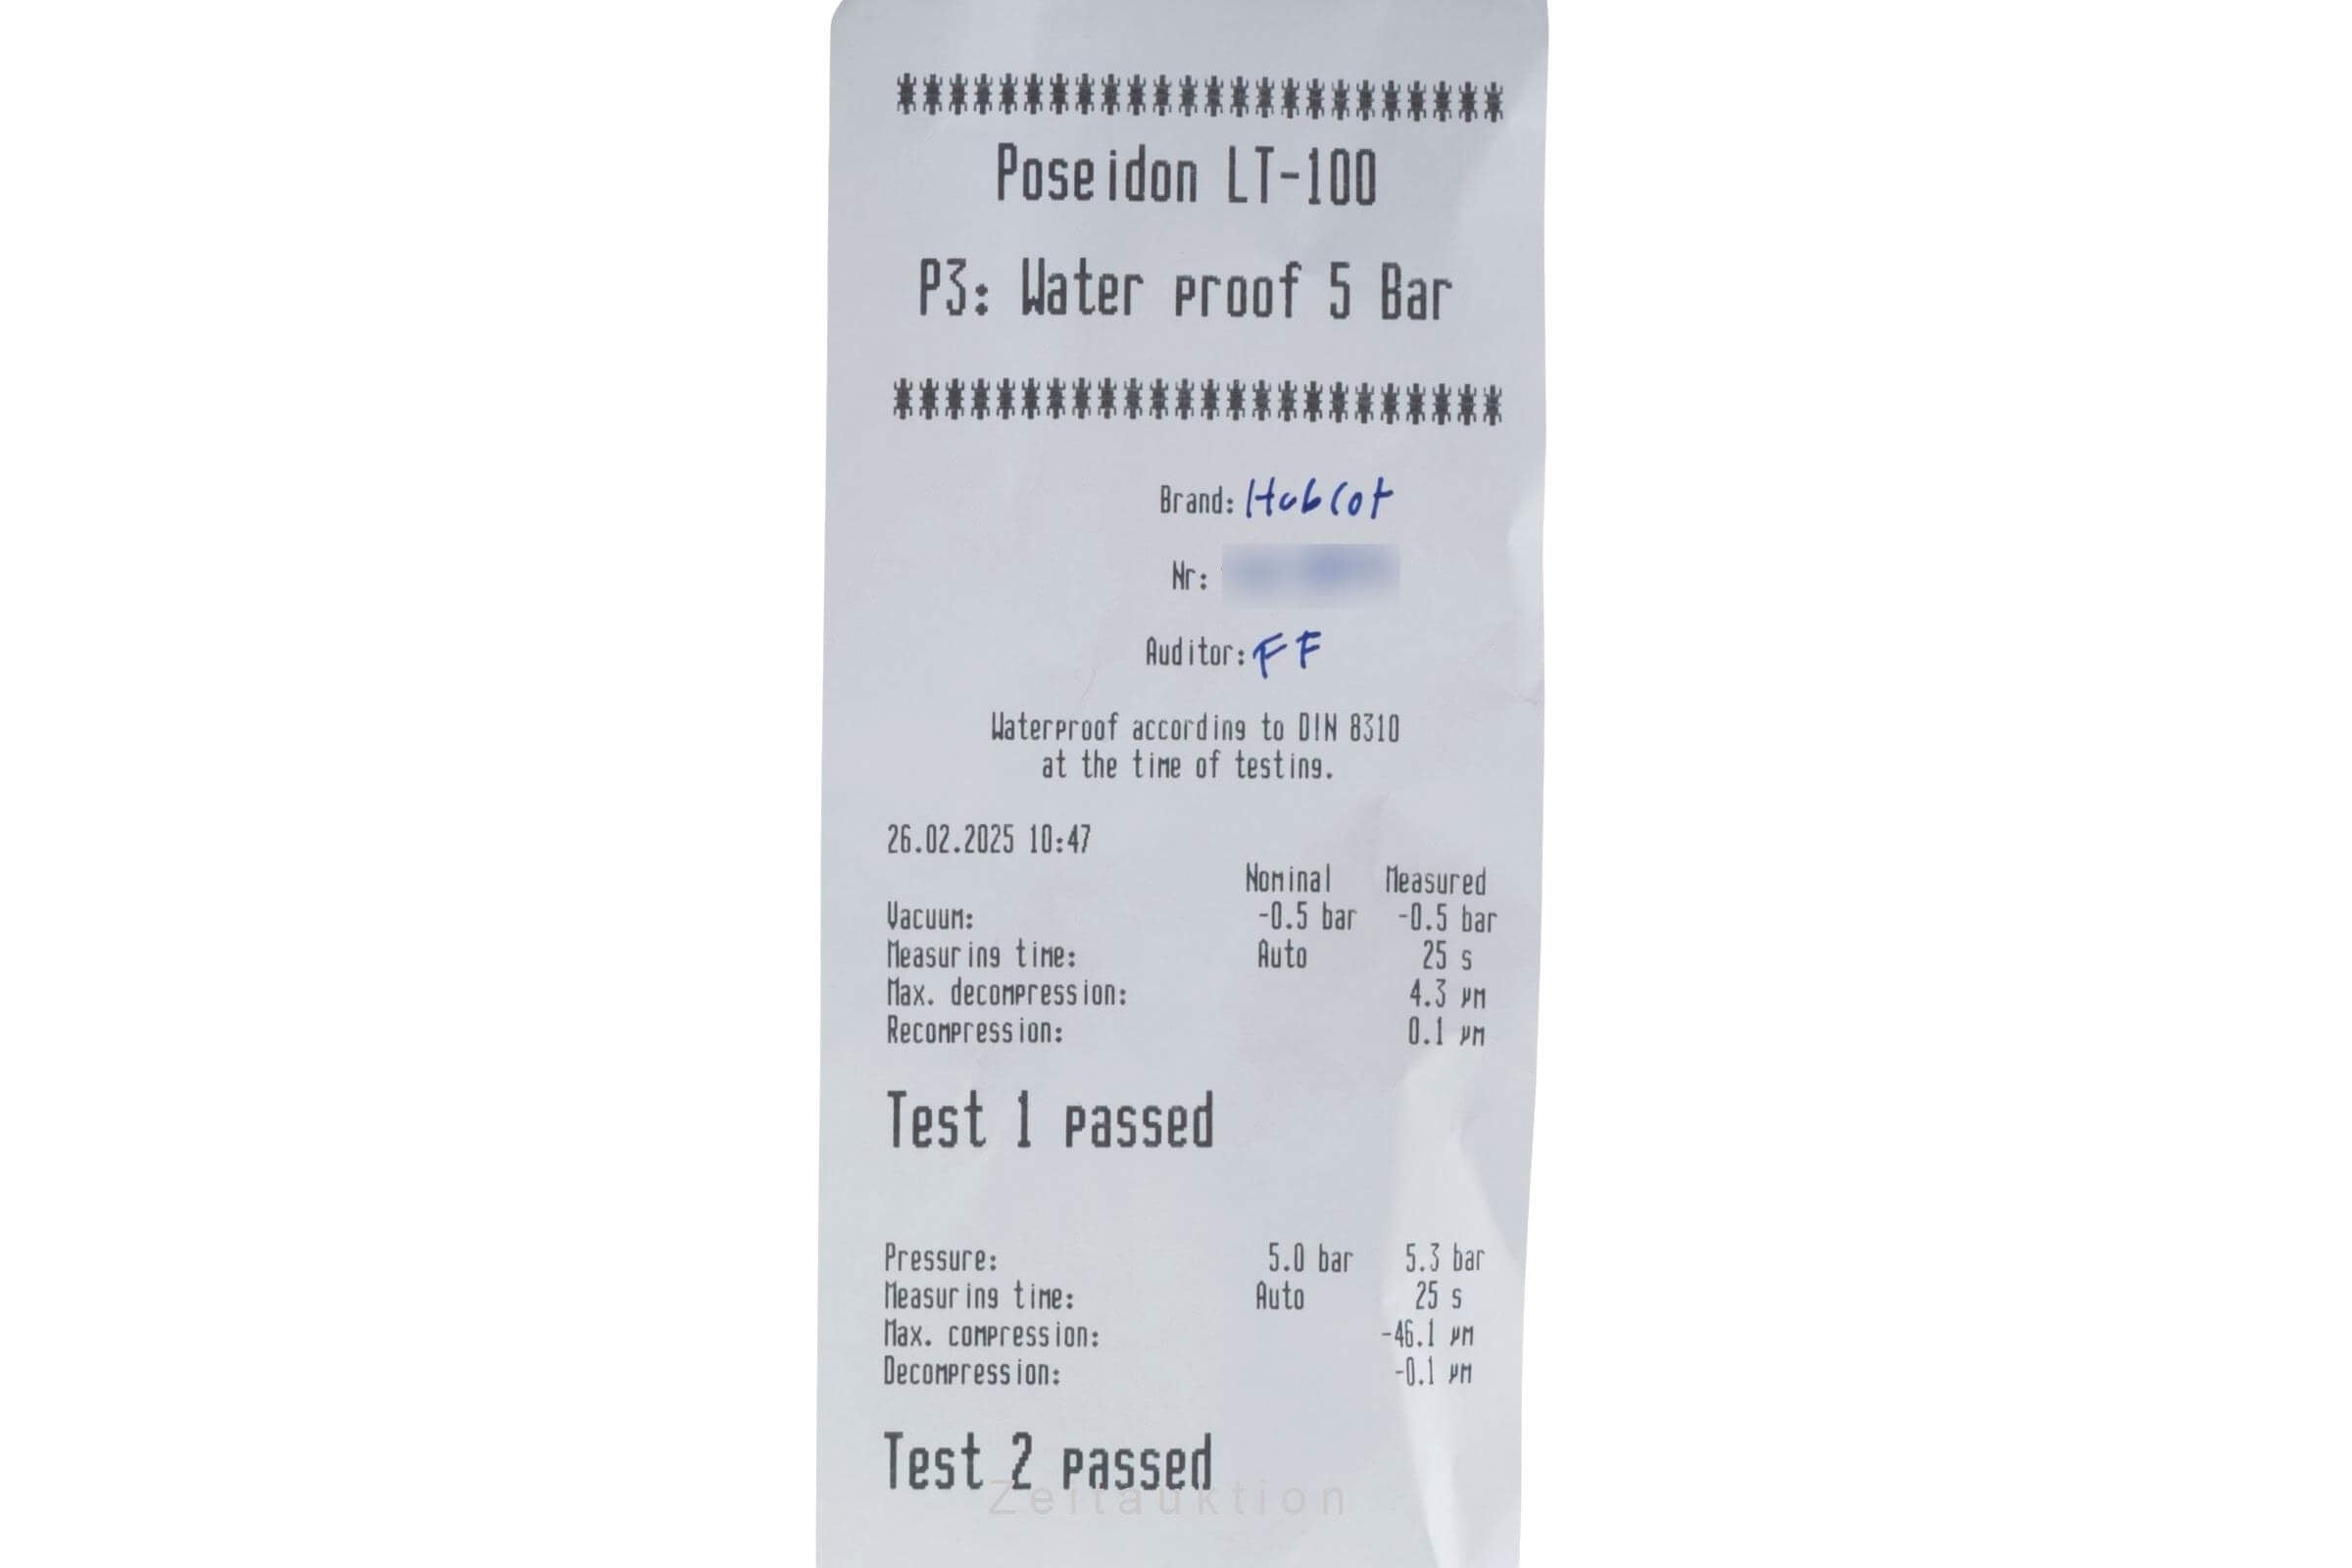 ************************
Poseidon LT-100
P3: Water proof 5 Bar
************************
Brand: Hublot
Nr:
Auditor: FF
Waterproof according to DIN 8310
at the time of testing.
26.02.2025 10:47
Nominal Measured
Vacuum: -0.5 bar -0.5 bar
Measuring time: Auto 25 s
Max. decompression: 4.3 µm
Recompression: 0.1 µm
Test 1 passed
Pressure: 5.0 bar 5.3 bar
Measuring time: Auto 25 s
Max. compression: -46.1 µm
Decompression: -0.1 µm
Test 2 passed
Zeitauktion